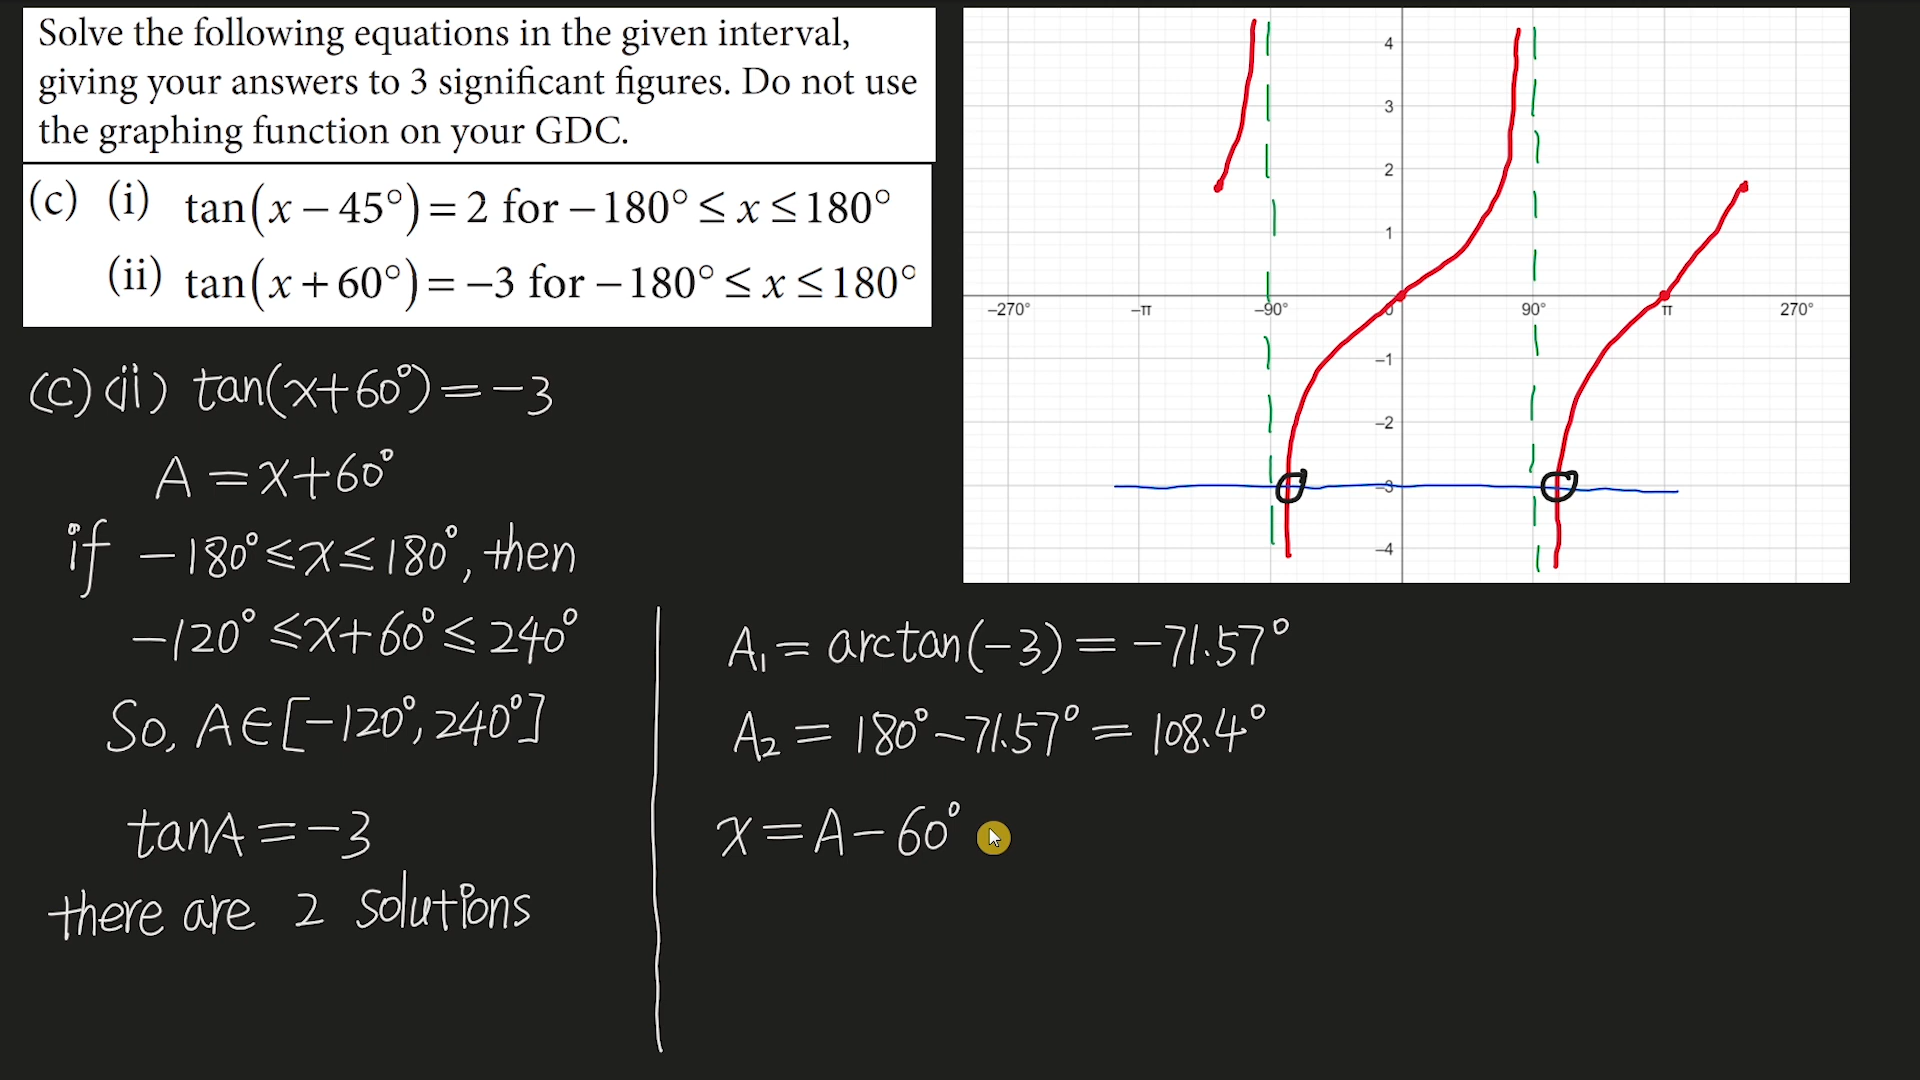 Solve the following equations in the given interval,
giving your answers to 3 significant figures. Do not use
the graphing function on your GDC.
(c) (i) tan(x − 45°) = 2 for −180° ≤ x ≤ 180°
(ii) tan(x + 60°) = −3 for −180° ≤ x ≤ 180°
(c) (ii) tan(x+60°) = −3
A = x+60°
if −180° ≤ x ≤ 180°, then
−120° ≤ x+60° ≤ 240°
So, A∈[−120°, 240°]
tanA = −3
there are 2 solutions
4
3
2
1
−270° −π −90° 0 90° π 270°
−1
−2
−3
−4
A₁ = arctan(−3) = −71.57°
A₂ = 180° − 71.57° = 108.4°
x = A − 60°